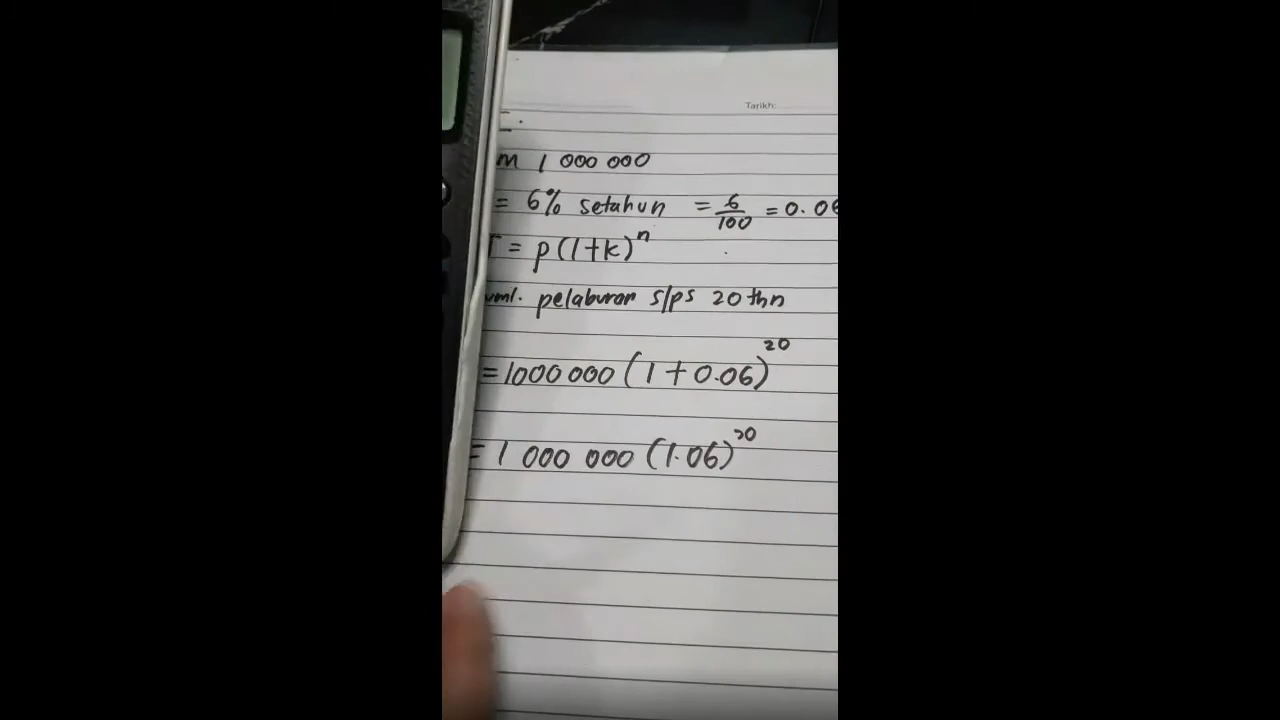 Tarikh:
m 1 000 000
= 6% setahun = 6/100 = 0.06
= p(1+k)^n
uml. pelaburan s/ps 20 thn
= 1000 000 (1 + 0.06)^20
= 1 000 000 (1.06)^20